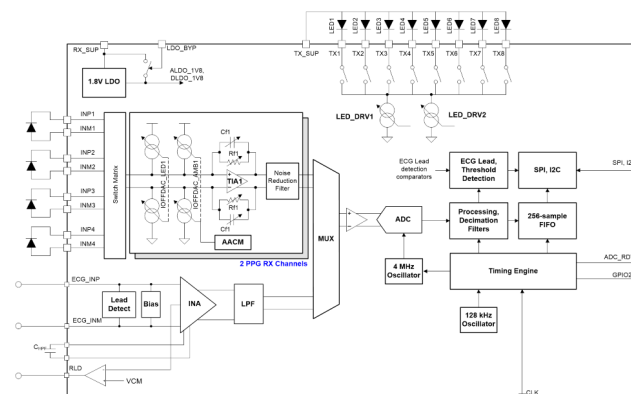 LED1 LED2 LED3 LED4 LED5 LED6 LED7 LED8
RX_SUP LDO_BYP TX_SUP TX1 TX2 TX3 TX4 TX5 TX6 TX7 TX8
1.8V LDO
ALDO_1V8,
DLDO_1V8
LED_DRV1 LED_DRV2
INP1
INM1
INP2
INM2
INP3
INM3
INP4
INM4
Switch Matrix
IOFFDAC_LED1
IOFFDAC_AMB1
Cf1
Rf1
TIA1
Rf1
Cf1
AACM
Noise
Reduction
Filter
2 PPG RX Channels
MUX
ADC
ECG Lead
detection
comparators
ECG Lead,
Threshold
Detection
SPI, I2C
Processing,
Decimation
Filters
256-sample
FIFO
4 MHz
Oscillator
Timing Engine
128 kHz
Oscillator
ADC_RD
CLK
ECG_INP
Lead
Detect
Bias
INA
LPF
ECG_INM
RLD
VCM